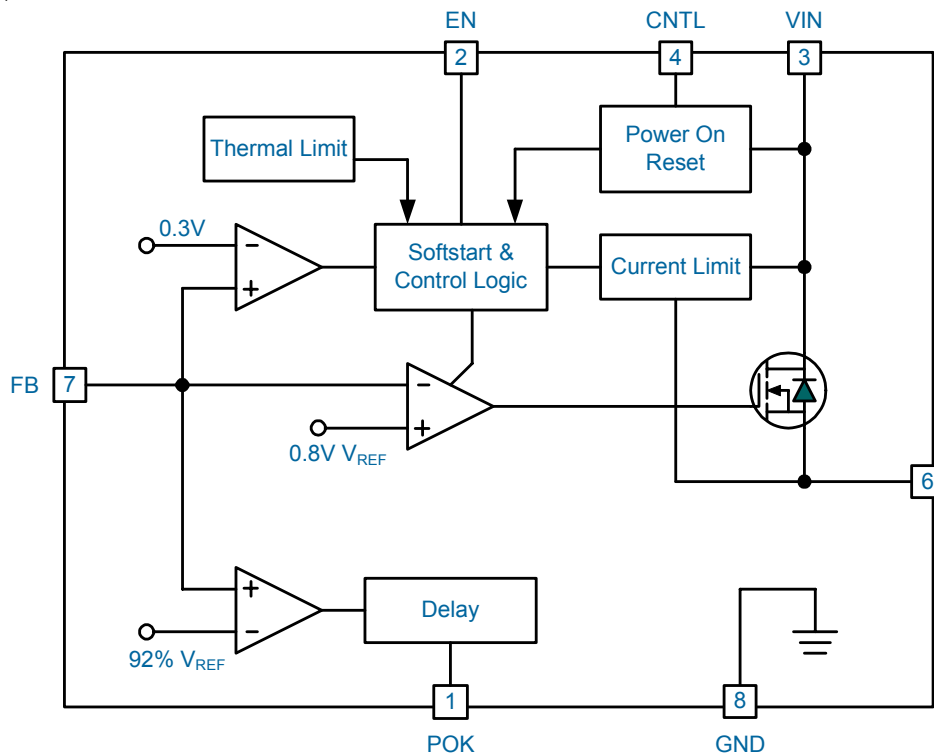 EN
CNTL
VIN
2
4
3
Thermal Limit
Power On
Reset
0.3V
−
+
Softstart &
Control Logic
Current Limit
FB
7
−
+
0.8V VREF
6
+
−
92% VREF
Delay
1
8
POK
GND